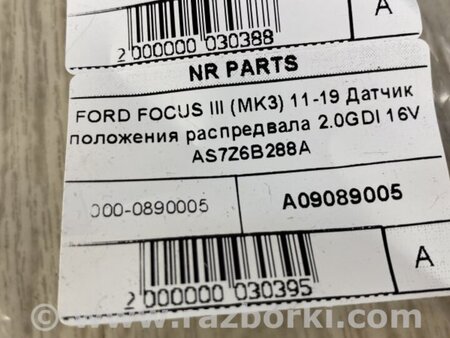 2 000000 030388
A
NR PARTS
FORD FOCUS III (MK3) 11-19 Датчик
положения распредвала 2.0GDI 16V
AS7Z6B288A
000-0890005
A09089005
2 000000 030395
A
www.razborki.com